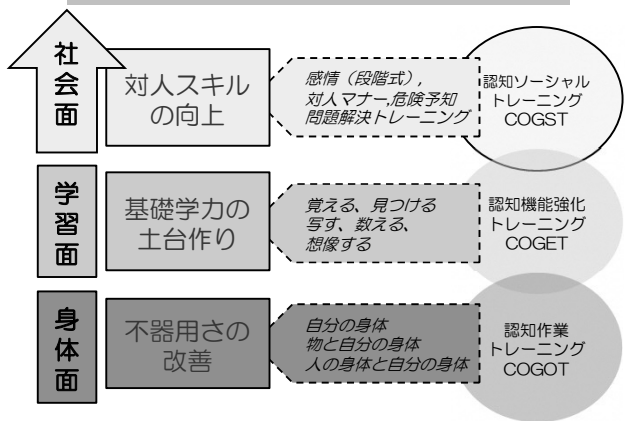 社会面
対人スキル
の向上
感情（段階式）,
対人マナー,危険予知
問題解決トレーニング
認知ソーシャル
トレーニング
COGST
学習面
基礎学力の
土台作り
覚える、見つける
写す、数える、
想像する
認知機能強化
トレーニング
COGET
身体面
不器用さの
改善
自分の身体
物と自分の身体
人の身体と自分の身体
認知作業
トレーニング
COGOT